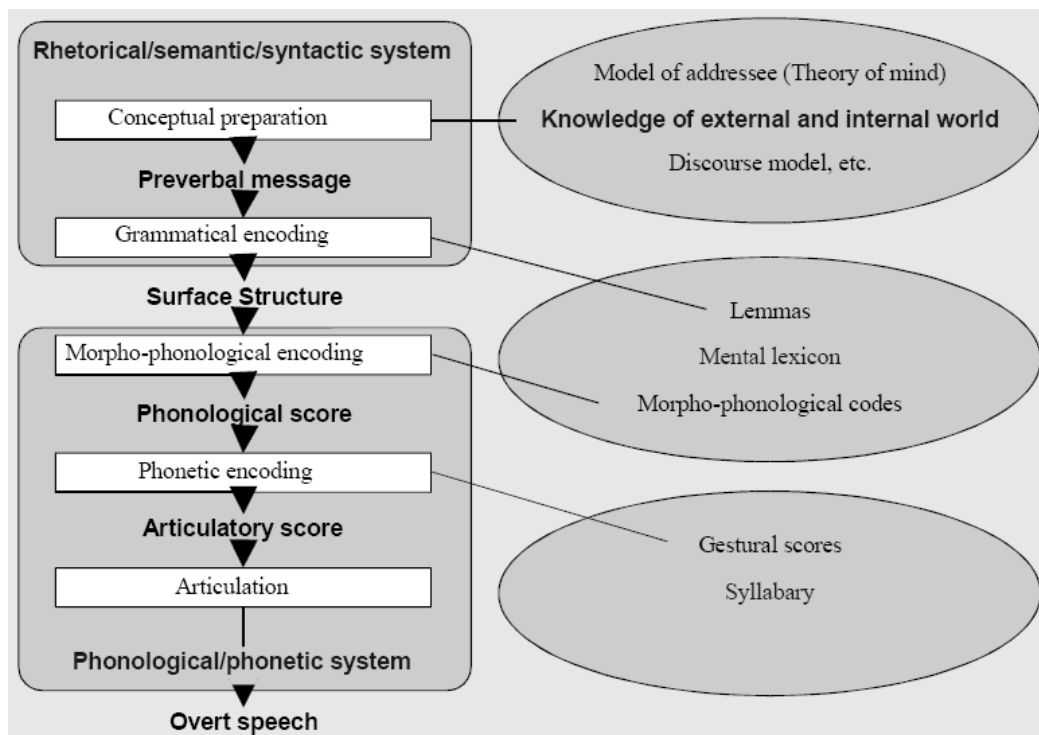 Rhetorical/semantic/syntactic system
Conceptual preparation
Preverbal message
Grammatical encoding
Surface Structure
Morpho-phonological encoding
Phonological score
Phonetic encoding
Articulatory score
Articulation
Phonological/phonetic system
Overt speech
Model of addressee (Theory of mind)
Knowledge of external and internal world
Discourse model, etc.
Lemmas
Mental lexicon
Morpho-phonological codes
Gestural scores
Syllabary